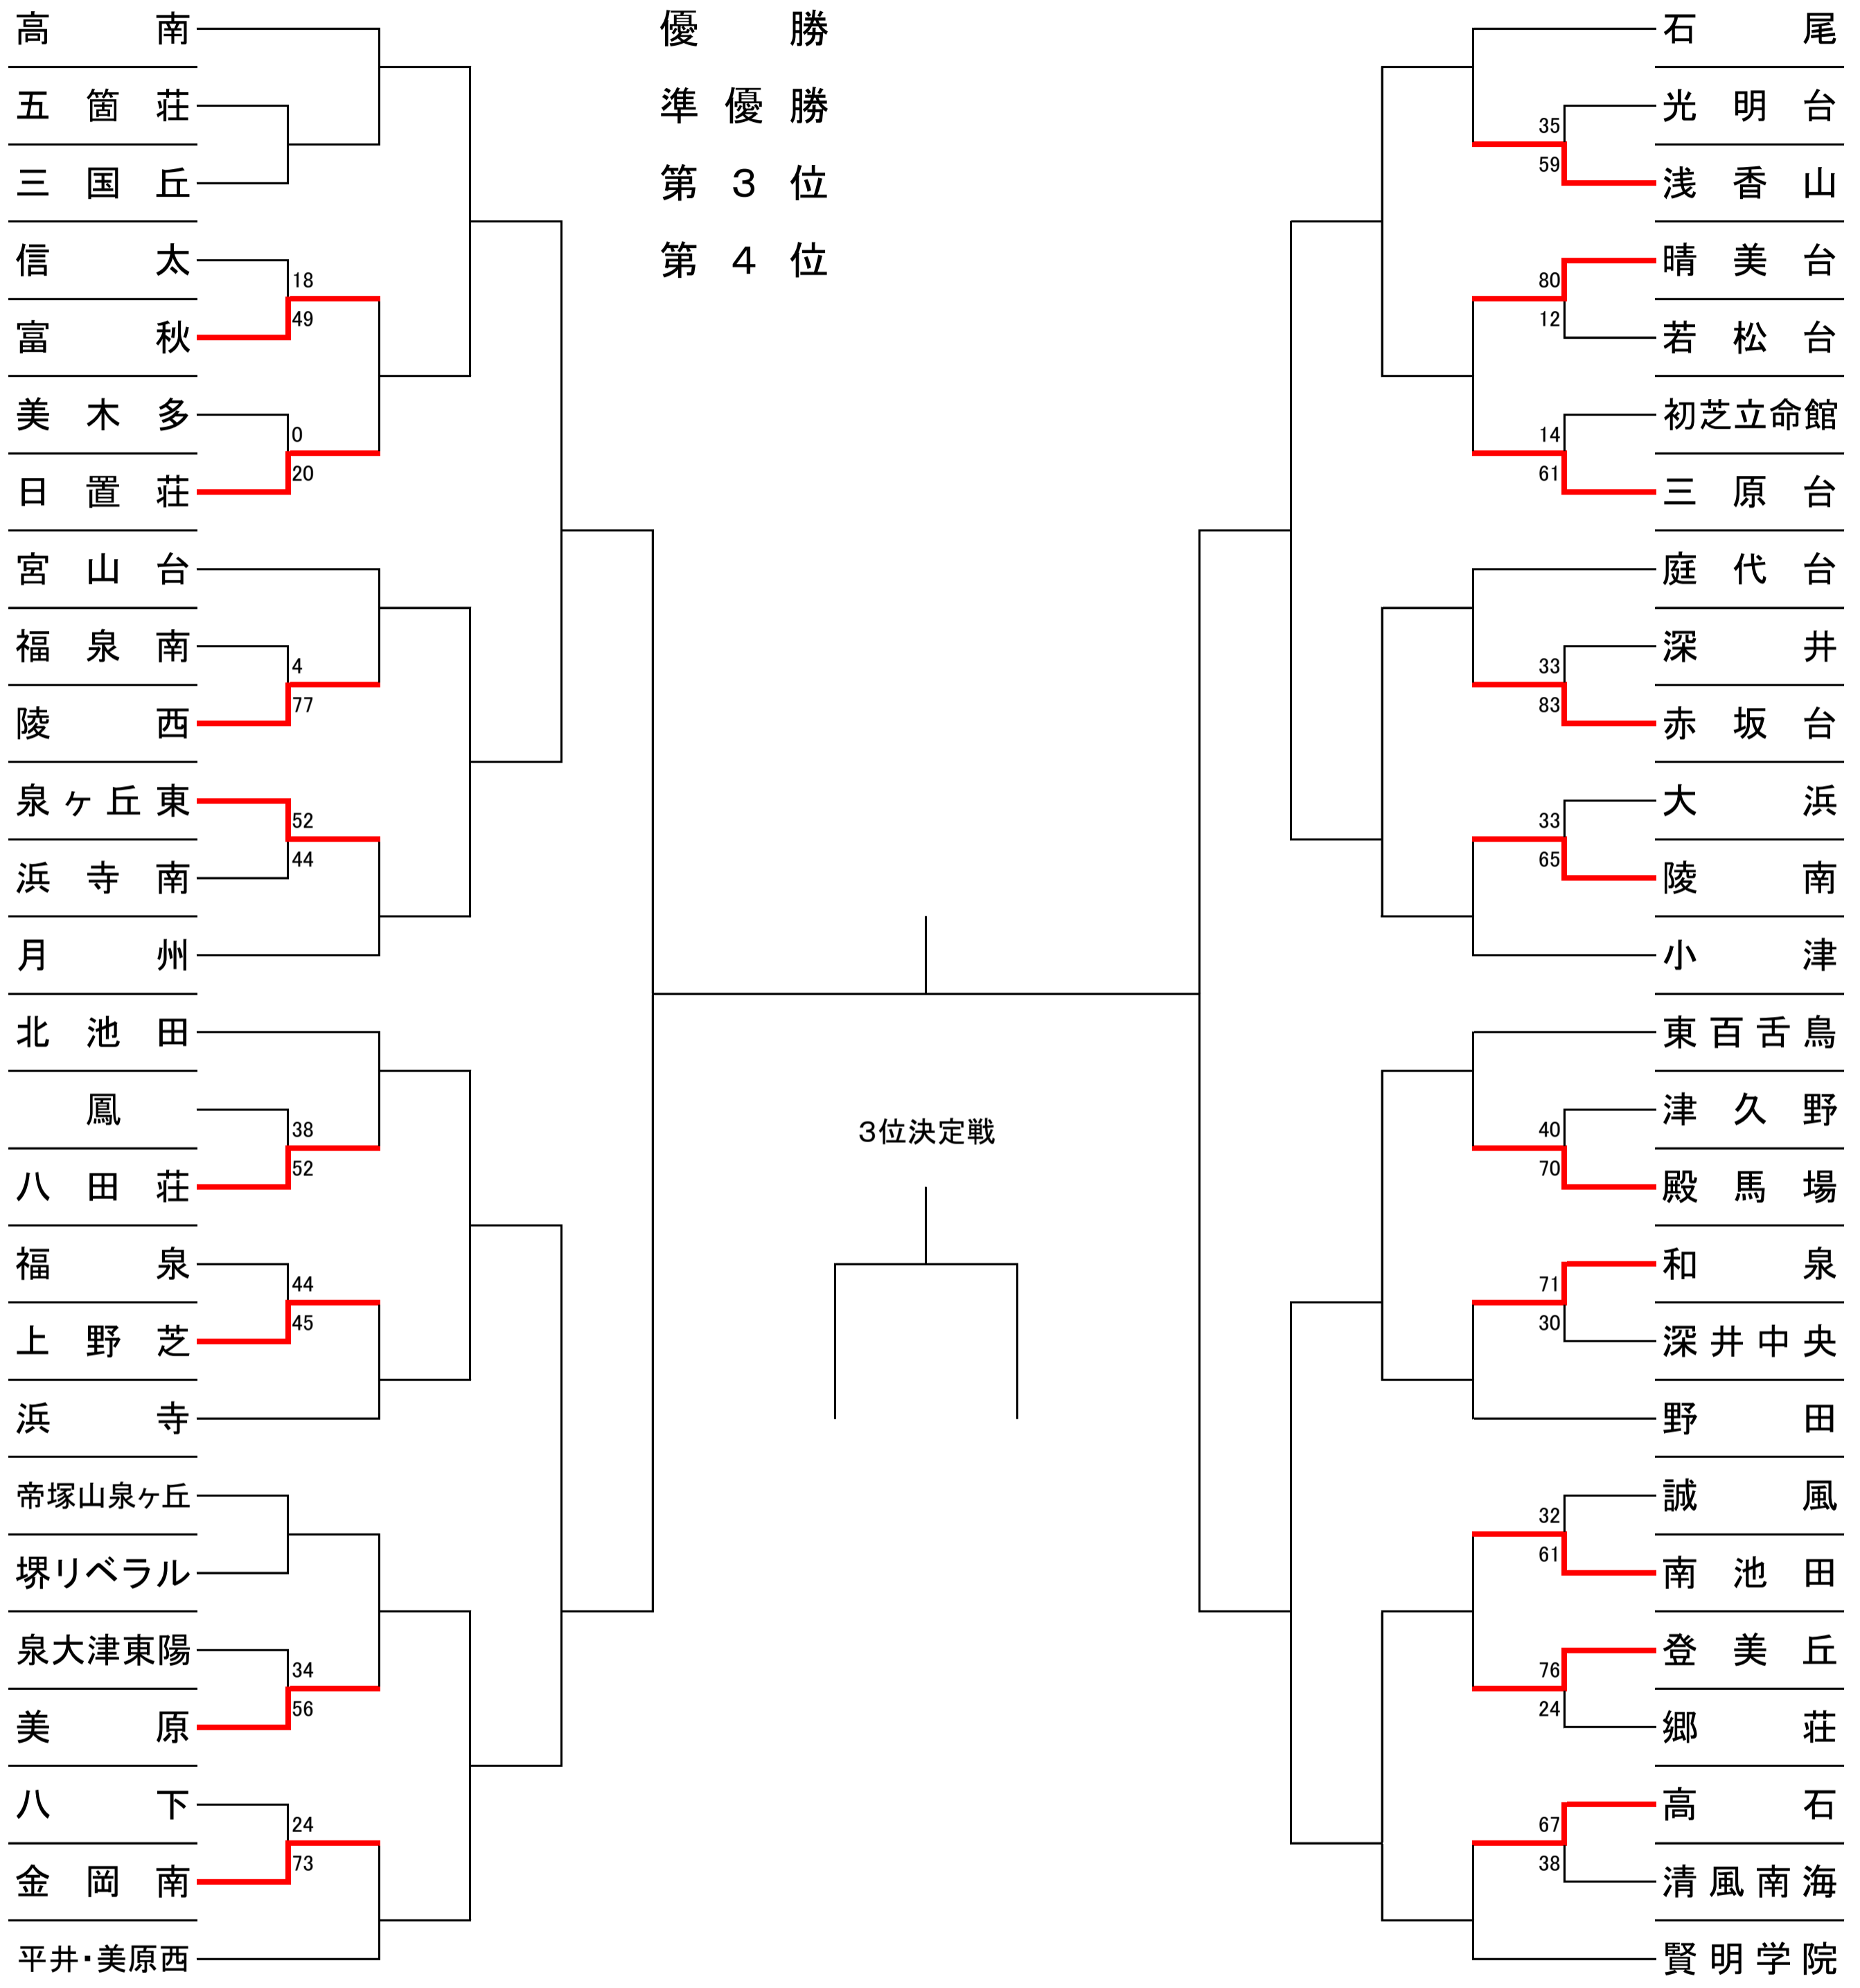 高南
五箇荘
三国丘
信太
18
49
富秋
美木多
0
20
日置荘
宮山台
福泉南
4
77
陵西
泉ヶ丘東
52
44
浜寺南
月州
北池田
鳳
38
52
八田荘
福泉
44
45
上野芝
浜寺
帝塚山泉ヶ丘
堺リベラル
泉大津東陽
34
56
美原
八下
24
73
金岡南
平井・美原西
優勝
準優勝
第3位
第4位
3位決定戦
石尾
光明台
35
59
浅香山
晴美台
80
12
若松台
初芝立命館
14
61
三原台
庭代台
深井
33
83
赤坂台
大浜
33
65
陵南
小津
東百舌鳥
津久野
40
70
殿馬場
和泉
71
30
深井中央
野田
誠風
32
61
南池田
登美丘
76
24
郷荘
高石
67
38
清風南海
賢明学院